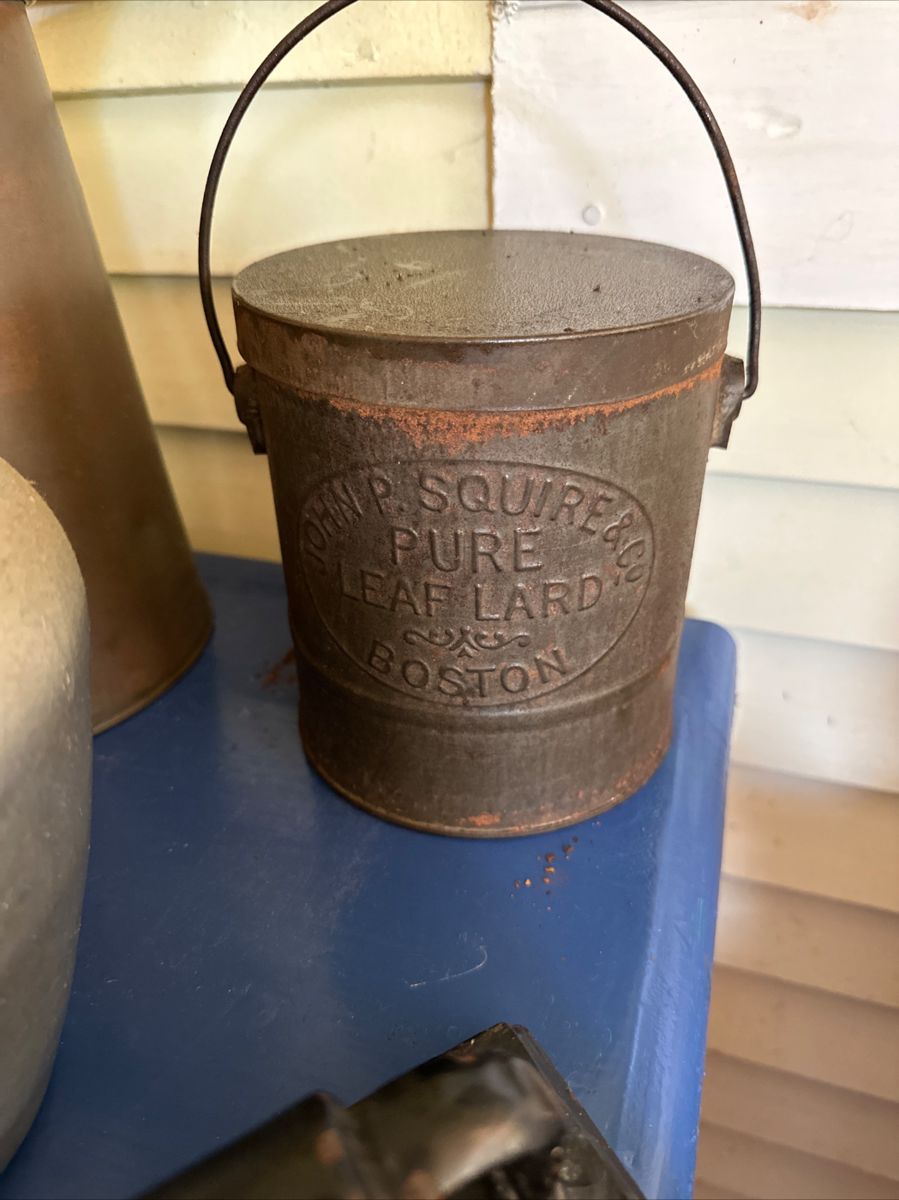 JOHN P. SQUIRE & CO
PURE
LEAF LARD
BOSTON